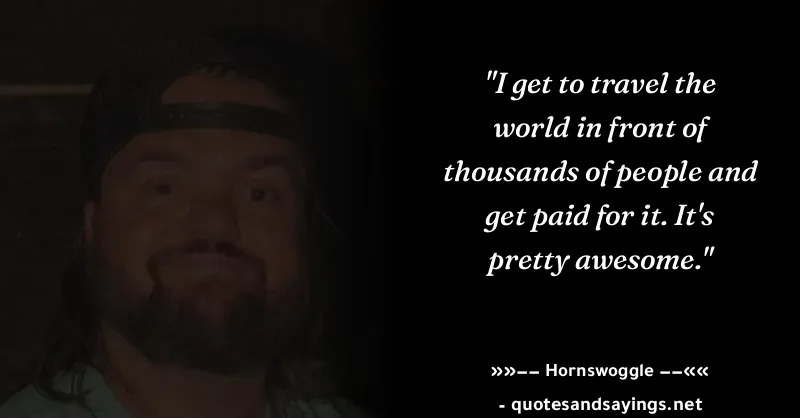 "I get to travel the
world in front of
thousands of people and
get paid for it. It's
pretty awesome."
»»−− Hornswoggle −−««
- quotesandsayings.net